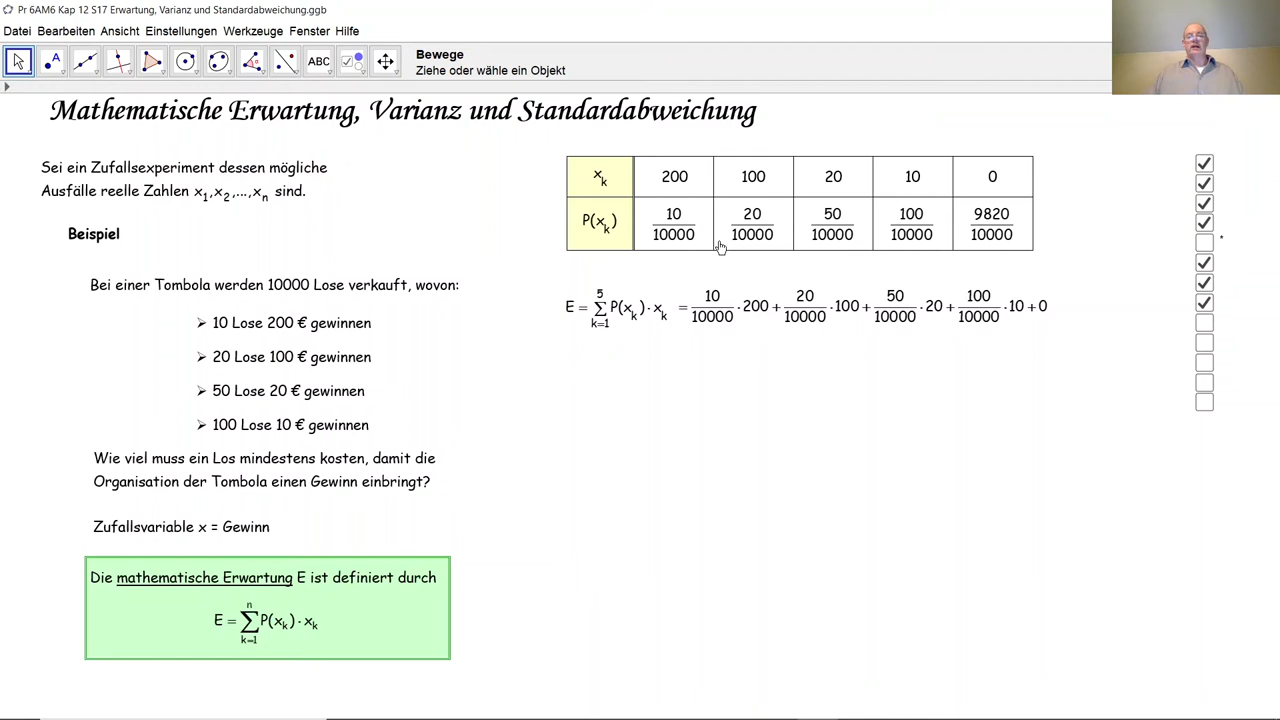 Pr 6AM6 Kap 12 S17 Erwartung, Varianz und Standardabweichung.ggb
Datei Bearbeiten Ansicht Einstellungen Werkzeuge Fenster Hilfe
ABC
Bewege
Ziehe oder wähle ein Objekt
Mathematische Erwartung, Varianz und Standardabweichung
Sei ein Zufallsexperiment dessen mögliche
Ausfälle reelle Zahlen x₁,x₂,...,xₙ sind.
Beispiel
Bei einer Tombola werden 10000 Lose verkauft, wovon:
➢ 10 Lose 200 € gewinnen
➢ 20 Lose 100 € gewinnen
➢ 50 Lose 20 € gewinnen
➢ 100 Lose 10 € gewinnen
Wie viel muss ein Los mindestens kosten, damit die
Organisation der Tombola einen Gewinn einbringt?
Zufallsvariable x = Gewinn
Die mathematische Erwartung E ist definiert durch
E = ∑_{k=1}^{n} P(xₖ) · xₖ
xₖ 200 100 20 10 0
P(xₖ) 10/10000 20/10000 50/10000 100/10000 9820/10000
E = ∑_{k=1}^{5} P(xₖ) · xₖ = 10/10000 · 200 + 20/10000 · 100 + 50/10000 · 20 + 100/10000 · 10 + 0